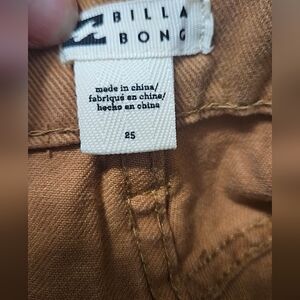 BILLA
BONG
made in china/
fabriqué en chine/
hecho en china
25